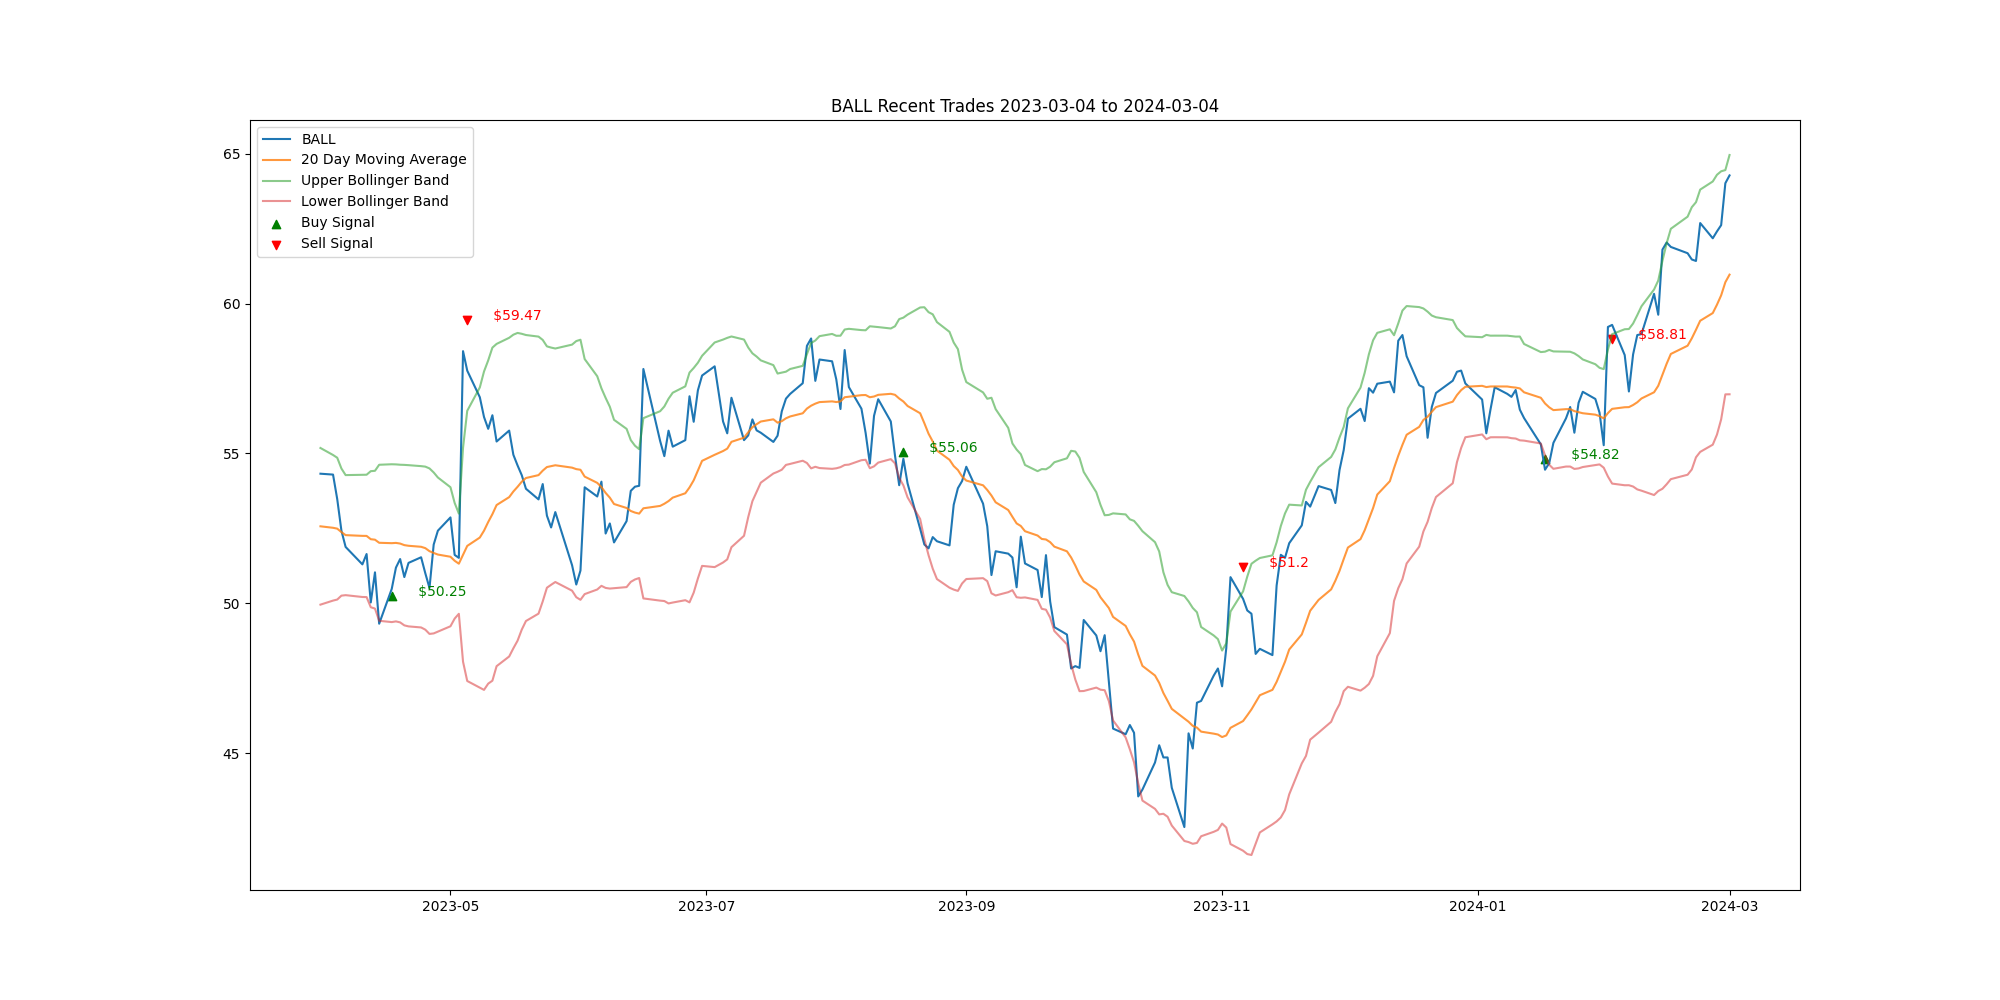 BALL Recent Trades 2023-03-04 to 2024-03-04
BALL
20 Day Moving Average
Upper Bollinger Band
Lower Bollinger Band
Buy Signal
Sell Signal
65
60
55
50
45
$59.47
$58.81
$55.06
$54.82
$50.25
$51.2
2023-05
2023-07
2023-09
2023-11
2024-01
2024-03